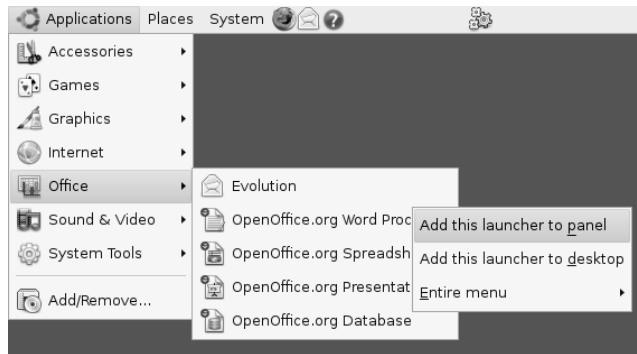 Applications Places System
Accessories
Games
Graphics
Internet
Office
Sound & Video
System Tools
Add/Remove...
Evolution
OpenOffice.org Word Proc
OpenOffice.org Spreadsh
OpenOffice.org Presentat
OpenOffice.org Database
Add this launcher to panel
Add this launcher to desktop
Entire menu